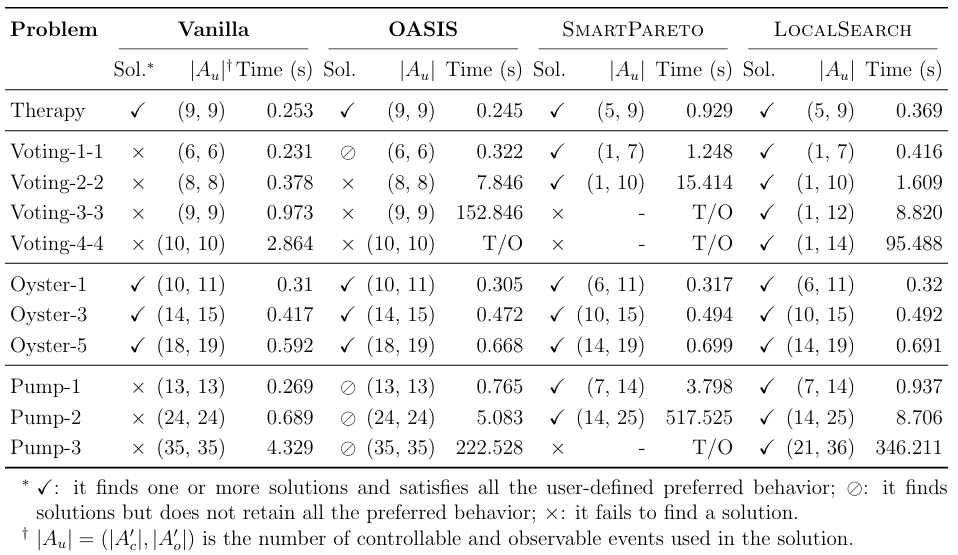 Problem Vanilla OASIS SMARTPARETO LOCALSEARCH
Sol.* |A_u|† Time (s) Sol. |A_u| Time (s) Sol. |A_u| Time (s) Sol. |A_u| Time (s)
Therapy ✓ (9, 9) 0.253 ✓ (9, 9) 0.245 ✓ (5, 9) 0.929 ✓ (5, 9) 0.369
Voting-1-1 × (6, 6) 0.231 ⊘ (6, 6) 0.322 ✓ (1, 7) 1.248 ✓ (1, 7) 0.416
Voting-2-2 × (8, 8) 0.378 × (8, 8) 7.846 ✓ (1, 10) 15.414 ✓ (1, 10) 1.609
Voting-3-3 × (9, 9) 0.973 × (9, 9) 152.846 × - T/O ✓ (1, 12) 8.820
Voting-4-4 × (10, 10) 2.864 × (10, 10) T/O × - T/O ✓ (1, 14) 95.488
Oyster-1 ✓ (10, 11) 0.31 ✓ (10, 11) 0.305 ✓ (6, 11) 0.317 ✓ (6, 11) 0.32
Oyster-3 ✓ (14, 15) 0.417 ✓ (14, 15) 0.472 ✓ (10, 15) 0.494 ✓ (10, 15) 0.492
Oyster-5 ✓ (18, 19) 0.592 ✓ (18, 19) 0.668 ✓ (14, 19) 0.699 ✓ (14, 19) 0.691
Pump-1 × (13, 13) 0.269 ⊘ (13, 13) 0.765 ✓ (7, 14) 3.798 ✓ (7, 14) 0.937
Pump-2 × (24, 24) 0.689 ⊘ (24, 24) 5.083 ✓ (14, 25) 517.525 ✓ (14, 25) 8.706
Pump-3 × (35, 35) 4.329 ⊘ (35, 35) 222.528 × - T/O ✓ (21, 36) 346.211
* ✓: it finds one or more solutions and satisfies all the user-defined preferred behavior; ⊘: it finds
solutions but does not retain all the preferred behavior; ×: it fails to find a solution.
† |A_u| = (|A′_c|, |A′_o|) is the number of controllable and observable events used in the solution.